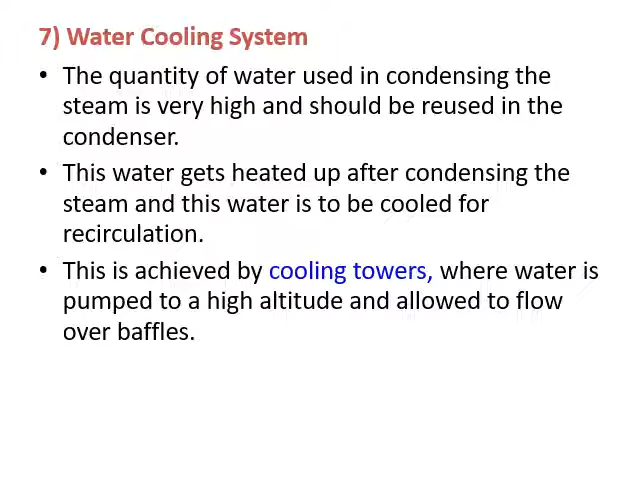 7) Water Cooling System
• The quantity of water used in condensing the
steam is very high and should be reused in the
condenser.
• This water gets heated up after condensing the
steam and this water is to be cooled for
recirculation.
• This is achieved by cooling towers, where water is
pumped to a high altitude and allowed to flow
over baffles.